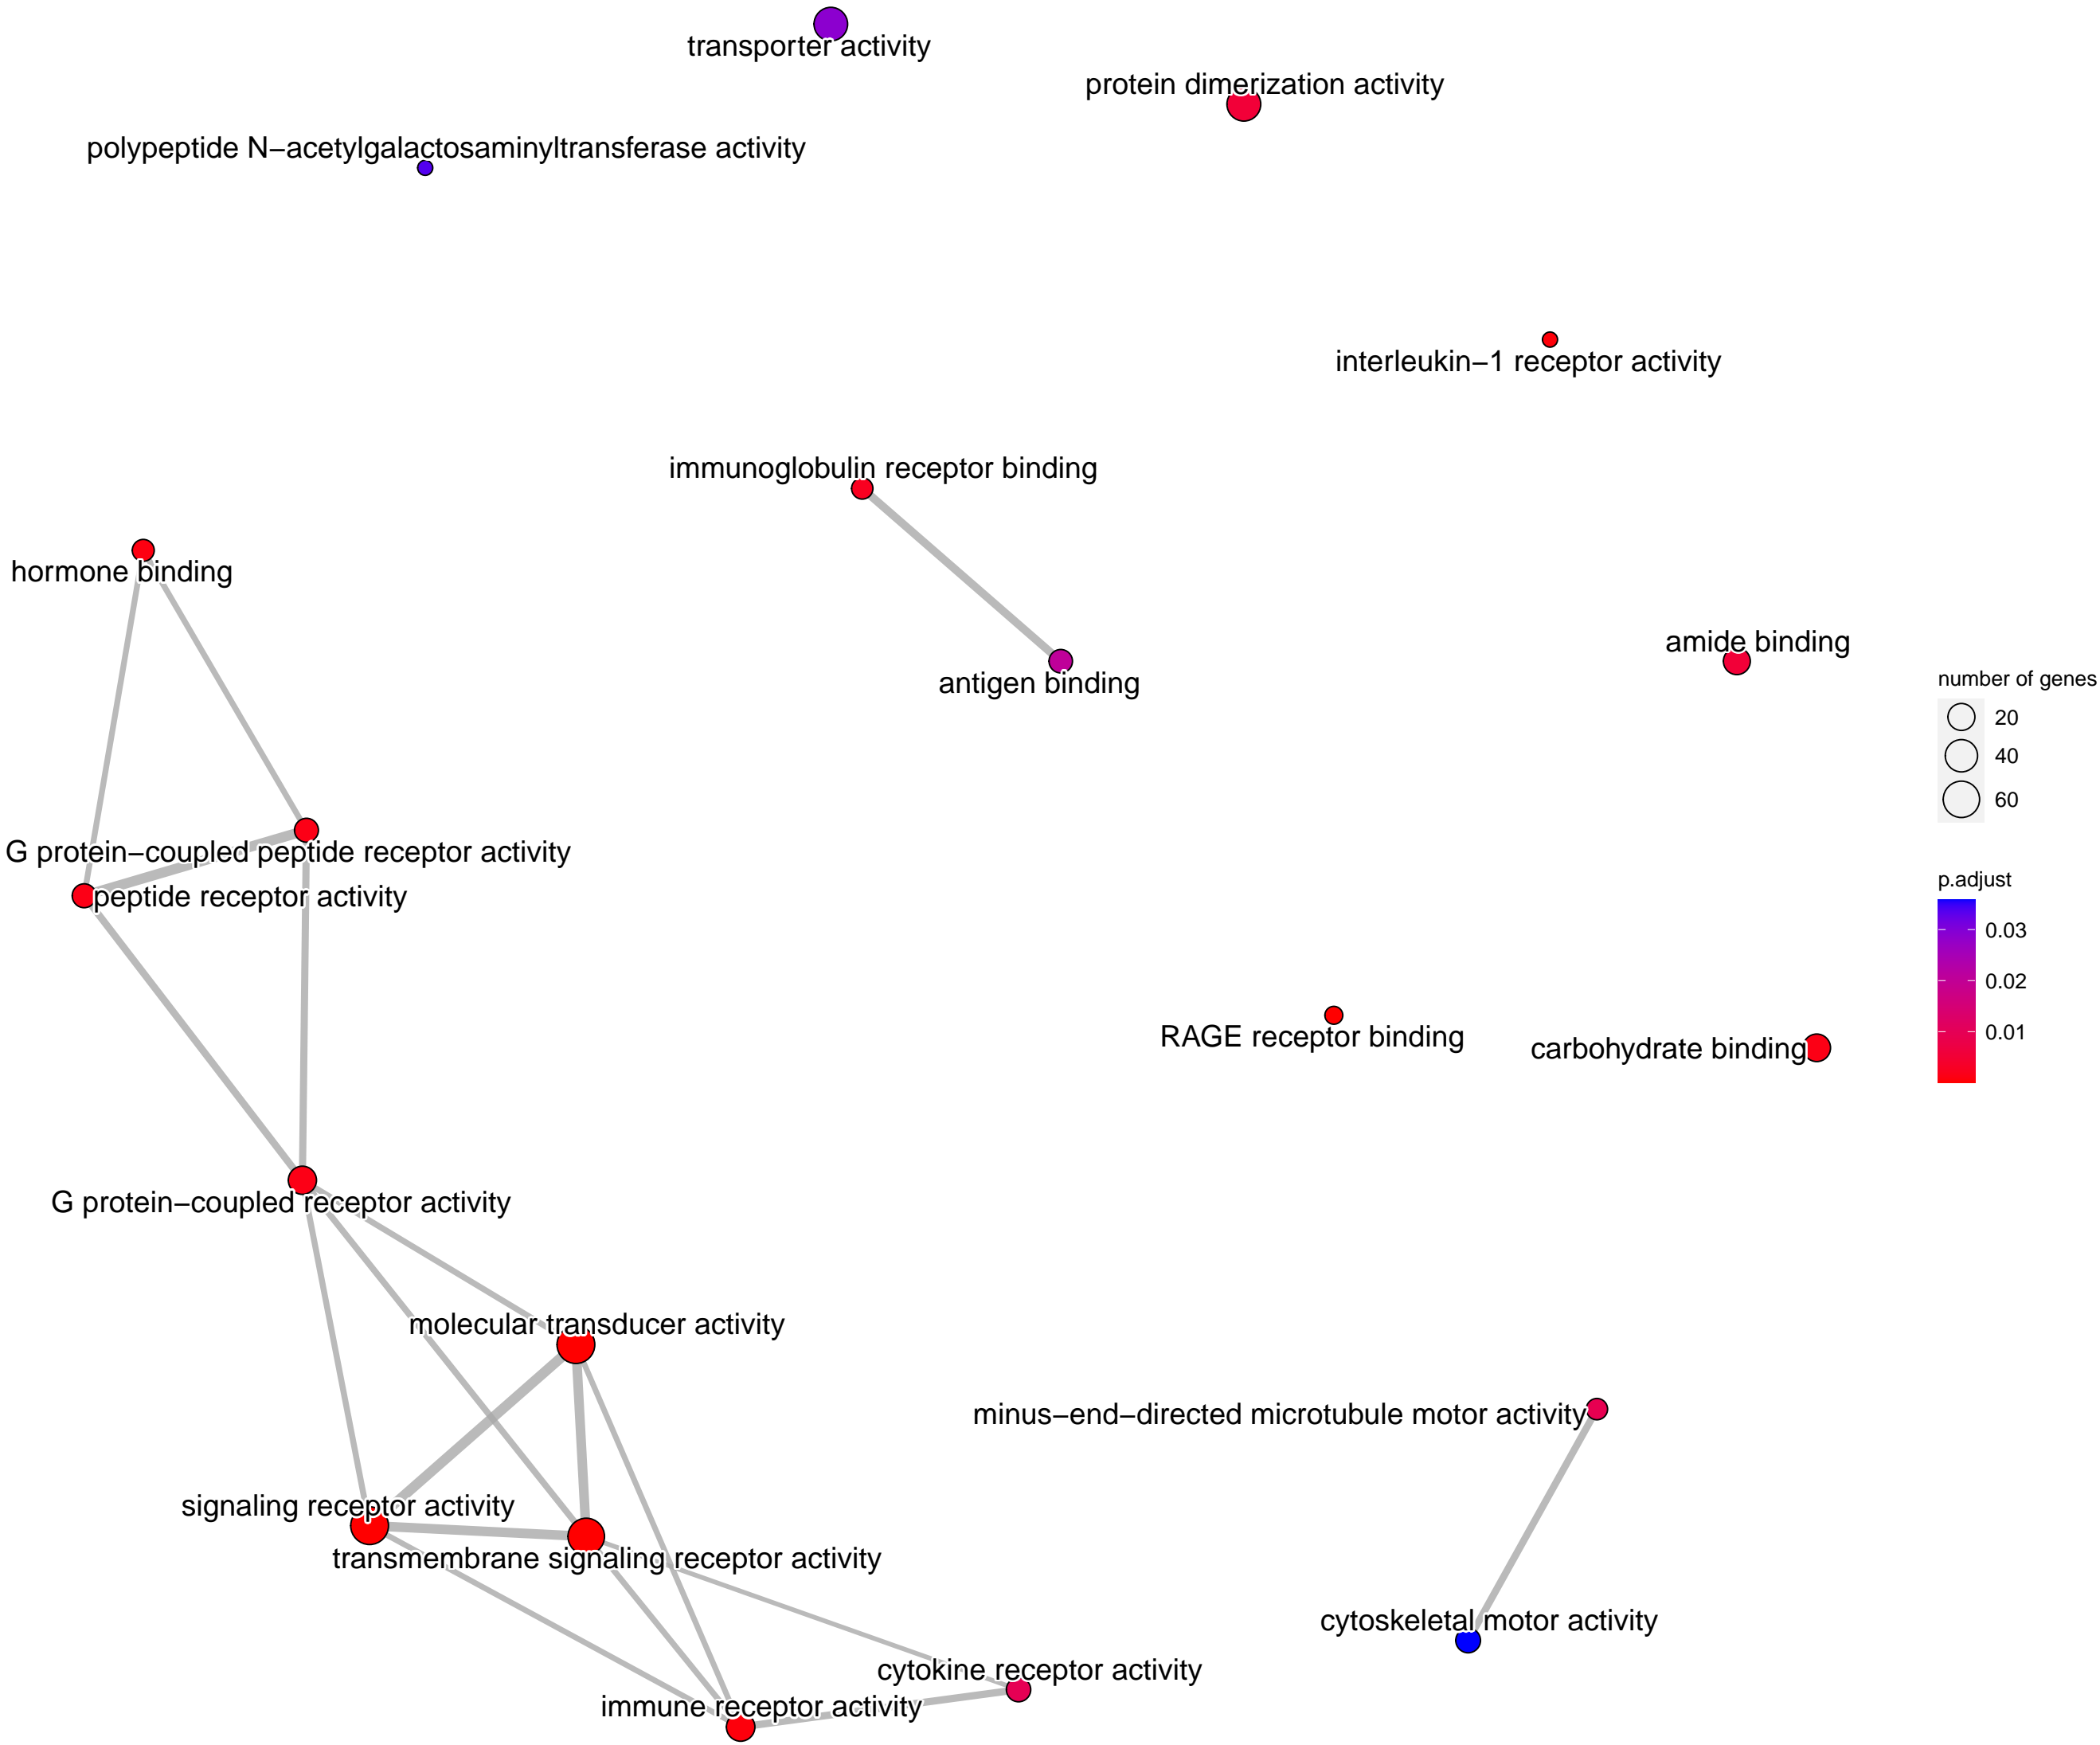 transporter activity
protein dimerization activity
polypeptide N−acetylgalactosaminyltransferase activity
interleukin−1 receptor activity
immunoglobulin receptor binding
hormone binding
amide binding
antigen binding
number of genes
20
40
60
G protein−coupled peptide receptor activity
peptide receptor activity
p.adjust
0.03
0.02
0.01
RAGE receptor binding
carbohydrate binding
G protein−coupled receptor activity
molecular transducer activity
minus−end−directed microtubule motor activity
signaling receptor activity
transmembrane signaling receptor activity
cytoskeletal motor activity
cytokine receptor activity
immune receptor activity